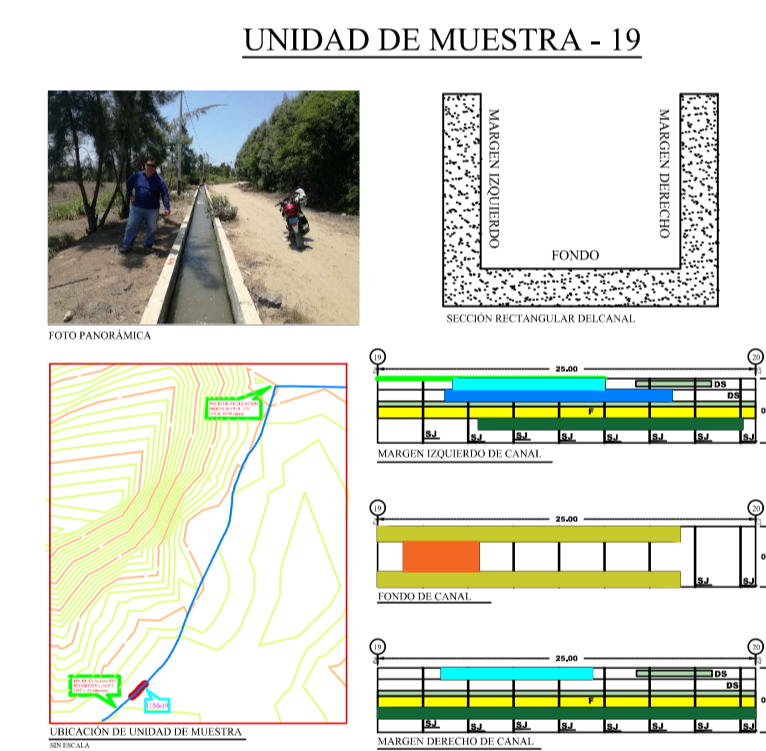 UNIDAD DE MUESTRA - 19
FOTO PANORÁMICA
MARGEN IZQUIERDO
MARGEN DERECHO
FONDO
SECCIÓN RECTANGULAR DELCANAL
19
20
25.00
DS
DS
F
SJ
SJ
SJ
SJ
SJ
SJ
SJ
SJ
MARGEN IZQUIERDO DE CANAL
19
20
25.00
SJ
SJ
FONDO DE CANAL
19
20
25.00
DS
DS
F
SJ
SJ
SJ
SJ
SJ
SJ
SJ
SJ
MARGEN DERECHO DE CANAL
UBICACIÓN DE UNIDAD DE MUESTRA
SIN ESCALA